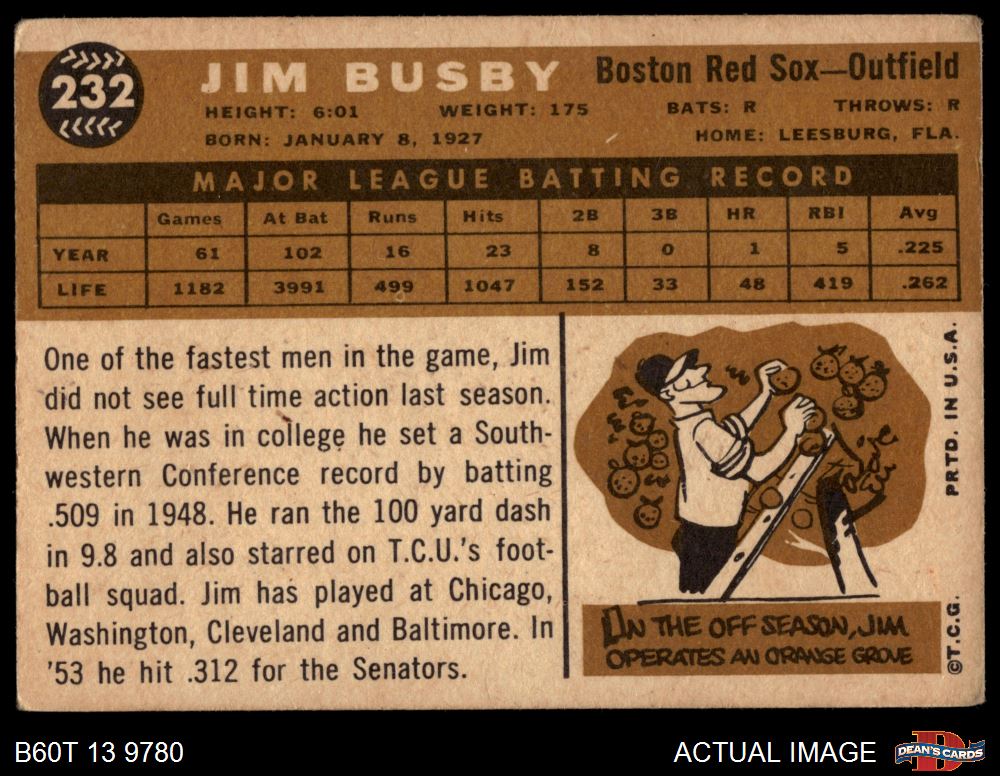 232
JIM BUSBY
Boston Red Sox—Outfield
HEIGHT: 6:01 WEIGHT: 175 BATS: R THROWS: R
BORN: JANUARY 8, 1927 HOME: LEESBURG, FLA.
MAJOR LEAGUE BATTING RECORD
Games At Bat Runs Hits 2B 3B HR RBI Avg
YEAR 61 102 16 23 8 0 1 5 .225
LIFE 1182 3991 499 1047 152 33 48 419 .262
One of the fastest men in the game, Jim
did not see full time action last season.
When he was in college he set a South-
western Conference record by batting
.509 in 1948. He ran the 100 yard dash
in 9.8 and also starred on T.C.U.'s foot-
ball squad. Jim has played at Chicago,
Washington, Cleveland and Baltimore. In
'53 he hit .312 for the Senators.
IN THE OFF SEASON, JIM
OPERATES AN ORANGE GROVE
©T.C.G. PRTD. IN U.S.A.
B60T 13 9780
ACTUAL IMAGE
DEAN'S CARDS